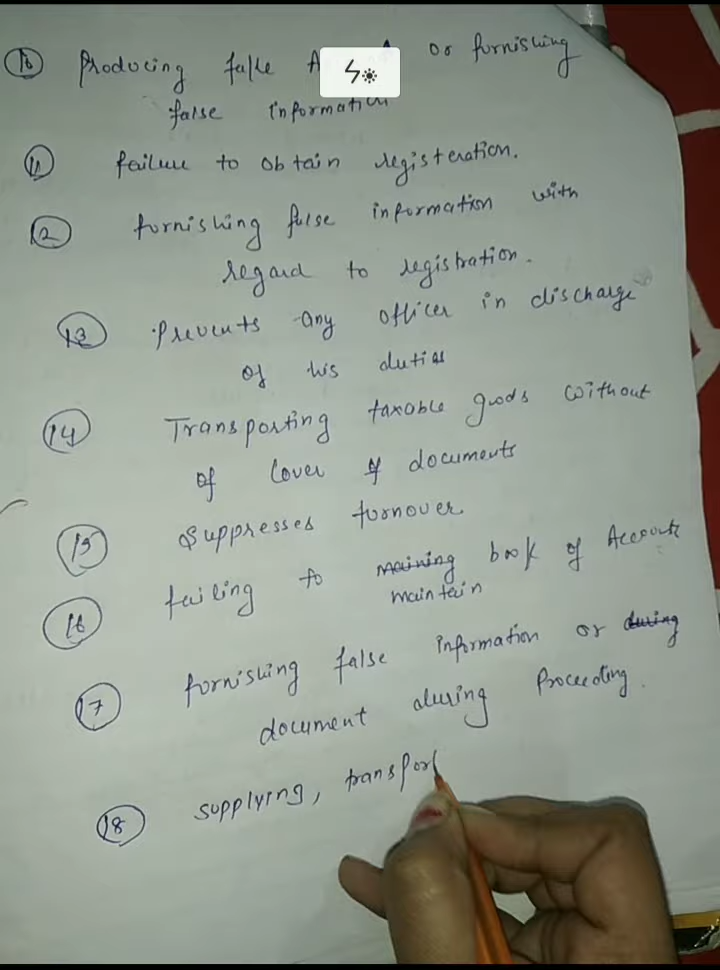 10 Producing false or furnishing
false information
11 failure to obtain registeration.
12 furnishing false information with
regard to registration.
13 Prevents any officer in discharge
of his duties
14 Transporting taxable goods without
of cover of documents
15 Suppresses turnover.
16 failing to maining book of Accounts
maintain
17 furnishing false information or during
document during Proceeding.
18 supplying, transport